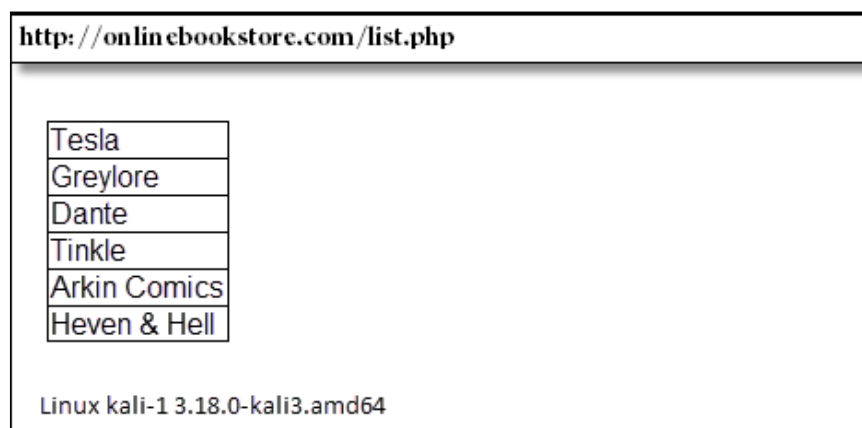 http://onlinebookstore.com/list.php
Tesla
Greylore
Dante
Tinkle
Arkin Comics
Heven & Hell
Linux kali-1 3.18.0-kali3.amd64